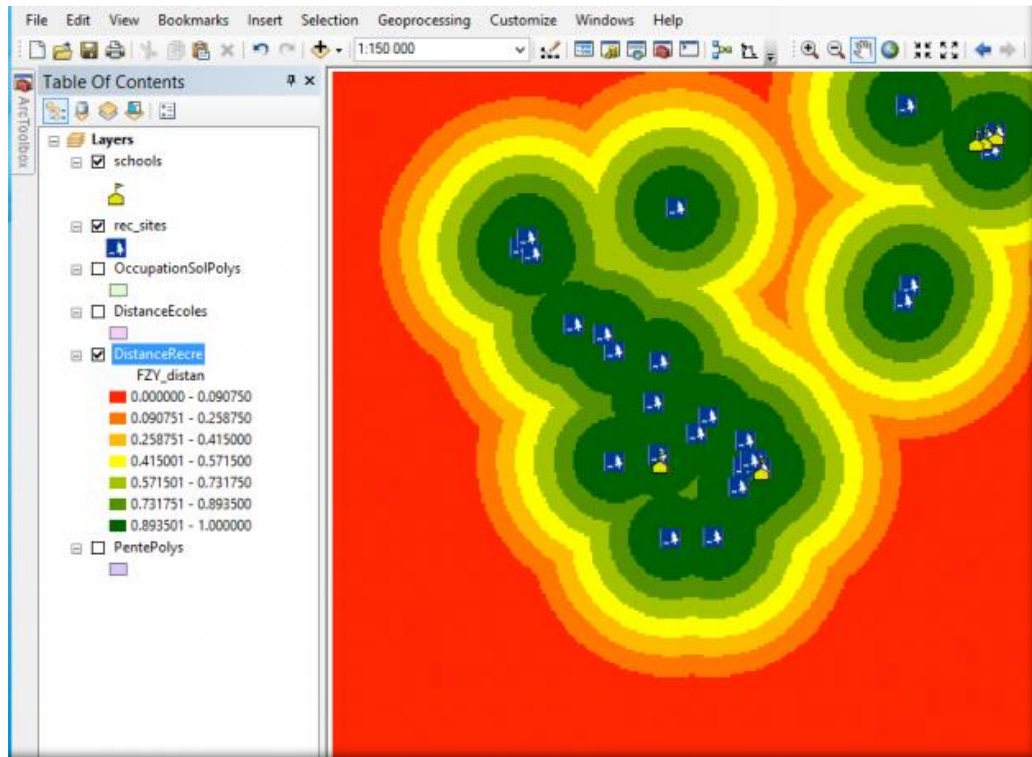 File Edit View Bookmarks Insert Selection Geoprocessing Customize Windows Help
1:150 000
ArcToolbox
Table Of Contents
Layers
schools
rec_sites
OccupationSolPolys
DistanceEcoles
DistanceRecre
FZY_distan
0.000000 - 0.090750
0.090751 - 0.258750
0.258751 - 0.415000
0.415001 - 0.571500
0.571501 - 0.731750
0.731751 - 0.893500
0.893501 - 1.000000
PentePolys